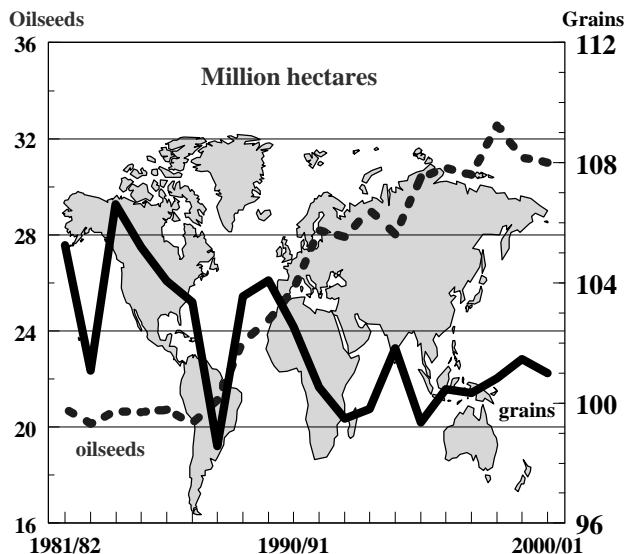 Oilseeds
Grains
Million hectares
36
32
28
24
20
16
112
108
104
100
96
oilseeds
grains
1981/82
1990/91
2000/01